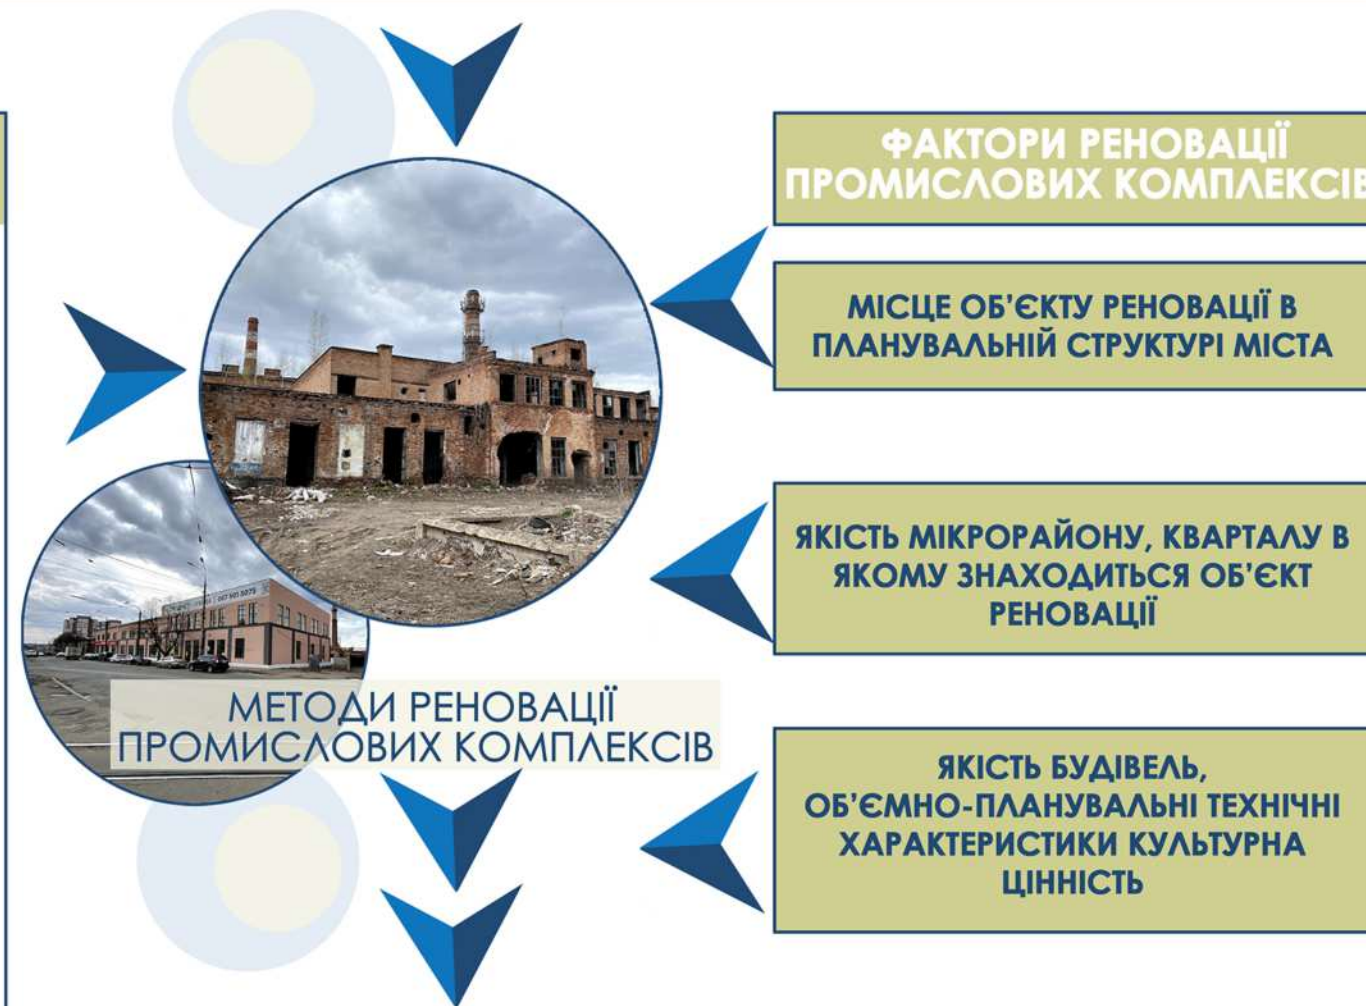 ФАКТОРИ РЕНОВАЦІЇ
ПРОМИСЛОВИХ КОМПЛЕКСІВ
МІСЦЕ ОБ’ЄКТУ РЕНОВАЦІЇ В
ПЛАНУВАЛЬНІЙ СТРУКТУРІ МІСТА
ЯКІСТЬ МІКРОРАЙОНУ, КВАРТАЛУ В
ЯКОМУ ЗНАХОДИТЬСЯ ОБ’ЄКТ
РЕНОВАЦІЇ
МЕТОДИ РЕНОВАЦІЇ
ПРОМИСЛОВИХ КОМПЛЕКСІВ
ЯКІСТЬ БУДІВЕЛЬ,
ОБ’ЄМНО-ПЛАНУВАЛЬНІ ТЕХНІЧНІ
ХАРАКТЕРИСТИКИ КУЛЬТУРНА
ЦІННІСТЬ